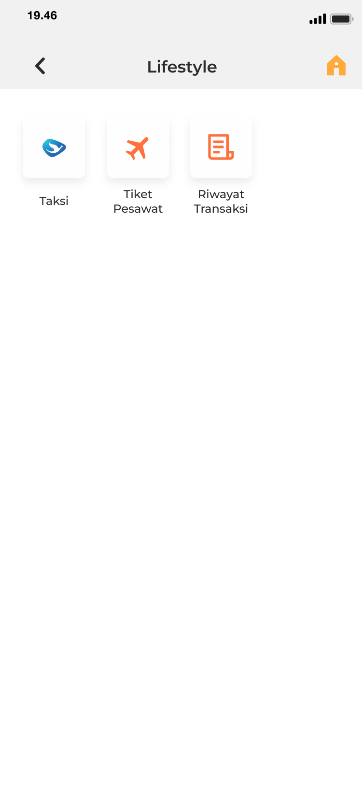 19.46
Lifestyle
Taksi
Tiket
Pesawat
Riwayat
Transaksi